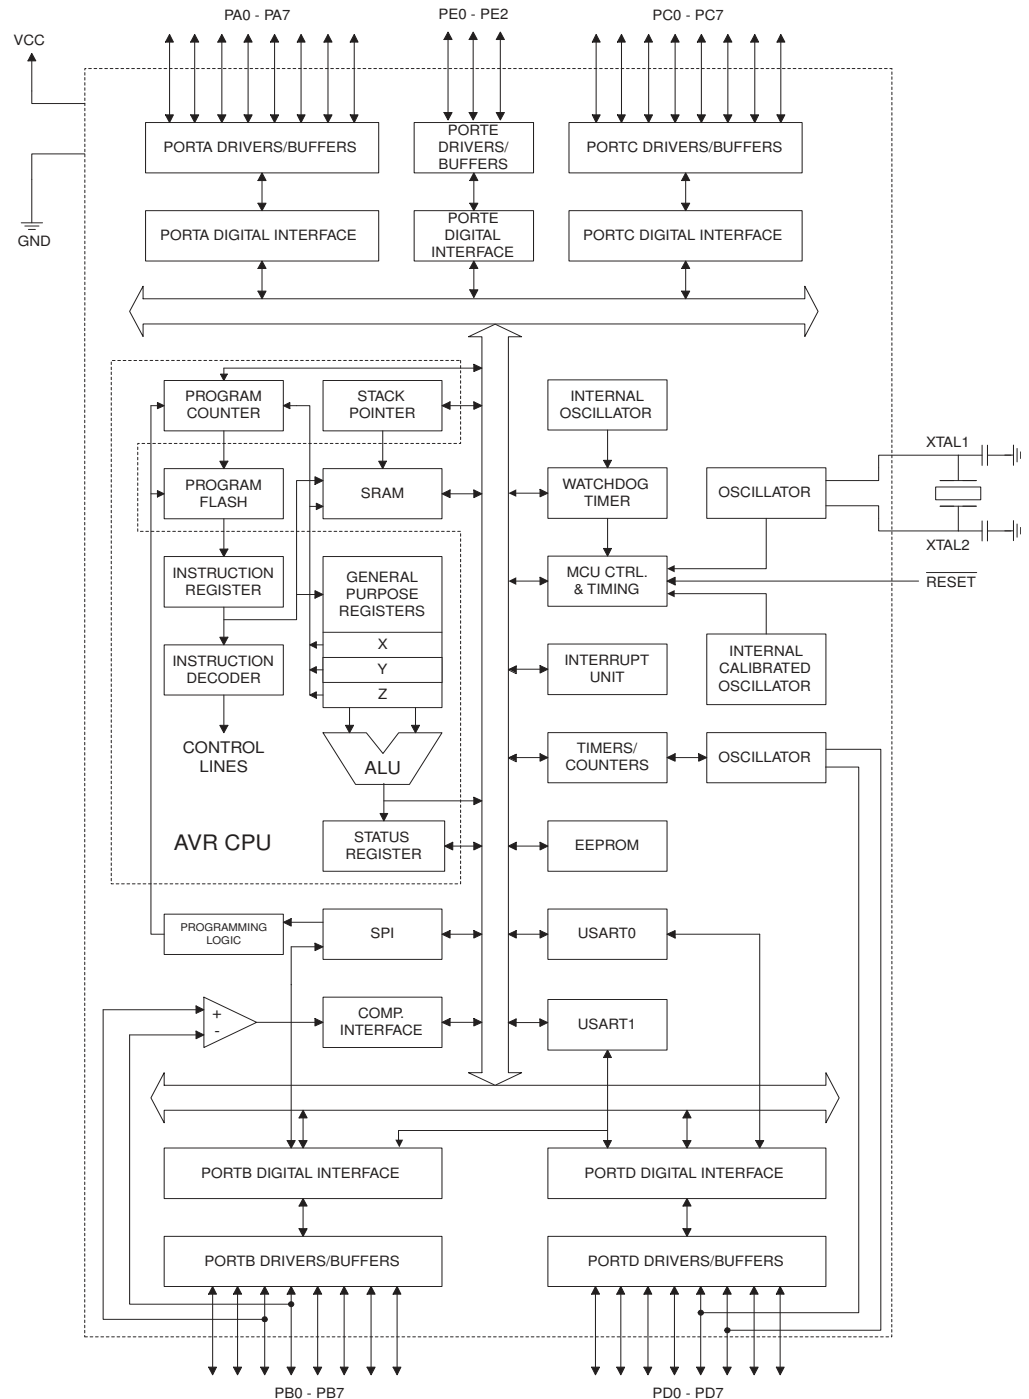 PA0 - PA7
PE0 - PE2
PC0 - PC7
VCC
GND
PORTA DRIVERS/BUFFERS
PORTE
DRIVERS/
BUFFERS
PORTC DRIVERS/BUFFERS
PORTA DIGITAL INTERFACE
PORTE
DIGITAL
INTERFACE
PORTC DIGITAL INTERFACE
PROGRAM
COUNTER
STACK
POINTER
INTERNAL
OSCILLATOR
PROGRAM
FLASH
SRAM
WATCHDOG
TIMER
OSCILLATOR
XTAL1
XTAL2
INSTRUCTION
REGISTER
GENERAL
PURPOSE
REGISTERS
X
Y
Z
MCU CTRL.
& TIMING
RESET
INSTRUCTION
DECODER
INTERRUPT
UNIT
INTERNAL
CALIBRATED
OSCILLATOR
CONTROL
LINES
ALU
TIMERS/
COUNTERS
OSCILLATOR
AVR CPU
STATUS
REGISTER
EEPROM
PROGRAMMING
LOGIC
SPI
USART0
+
-
COMP.
INTERFACE
USART1
PORTB DIGITAL INTERFACE
PORTD DIGITAL INTERFACE
PORTB DRIVERS/BUFFERS
PORTD DRIVERS/BUFFERS
PB0 - PB7
PD0 - PD7